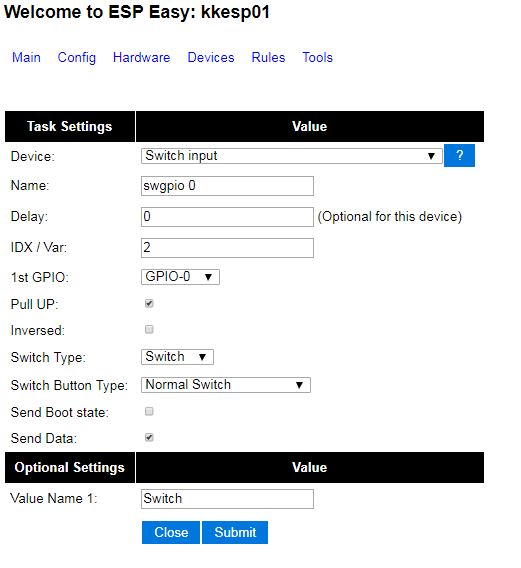 Welcome to ESP Easy: kkesp01
Main Config Hardware Devices Rules Tools
Task Settings Value
Device: Switch input ?
Name: swgpio 0
Delay: 0 (Optional for this device)
IDX / Var: 2
1st GPIO: GPIO-0
Pull UP:
Inversed:
Switch Type: Switch
Switch Button Type: Normal Switch
Send Boot state:
Send Data:
Optional Settings Value
Value Name 1: Switch
Close Submit